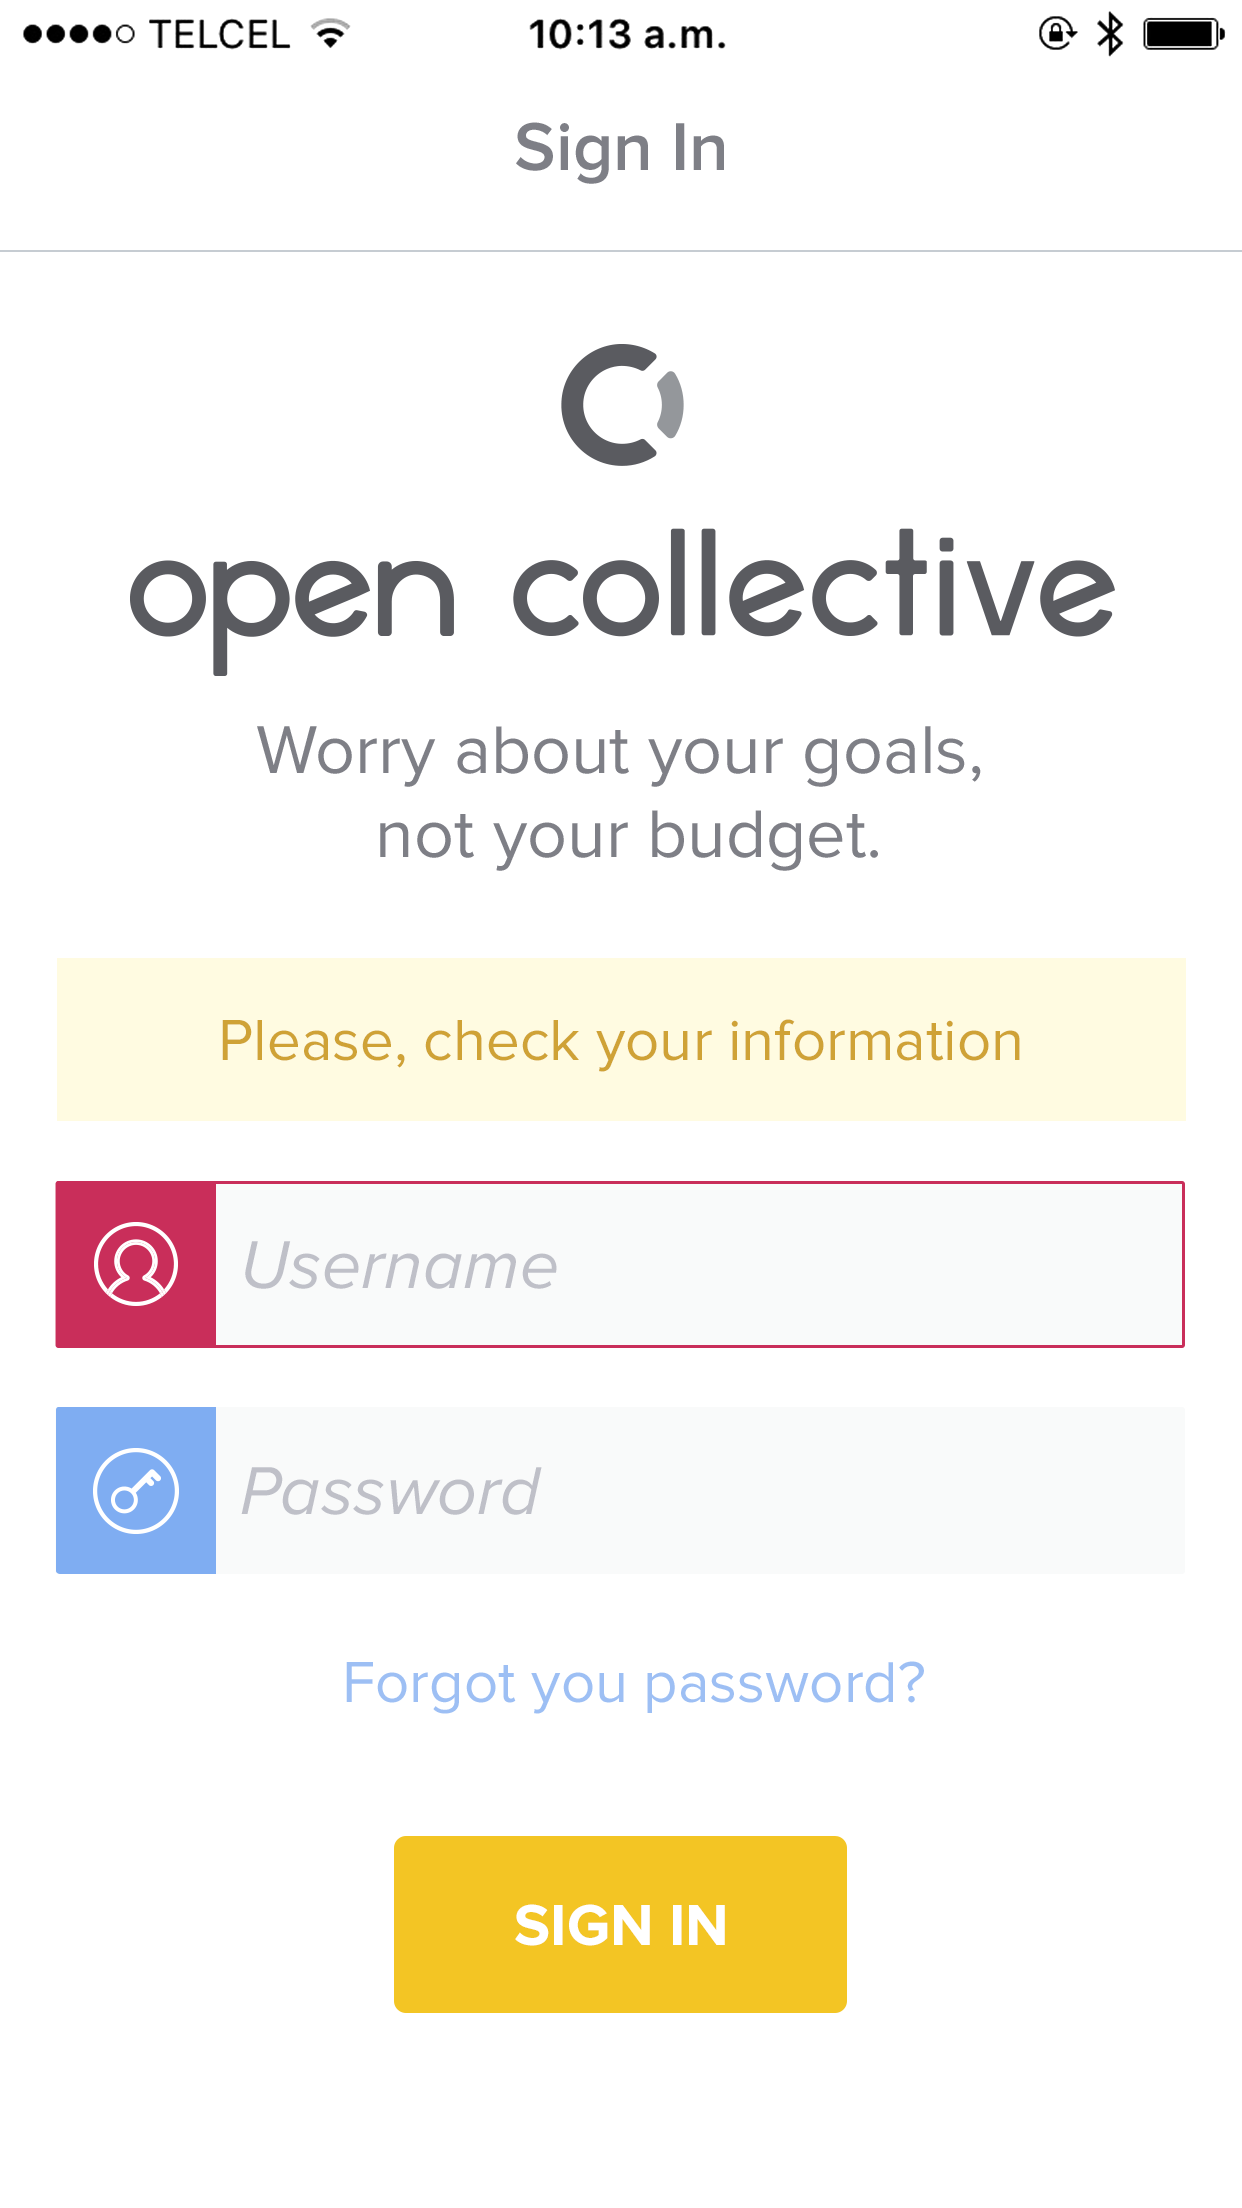 TELCEL
10:13 a.m.
Sign In
open collective
Worry about your goals,
not your budget.
Please, check your information
Username
Password
Forgot you password?
SIGN IN